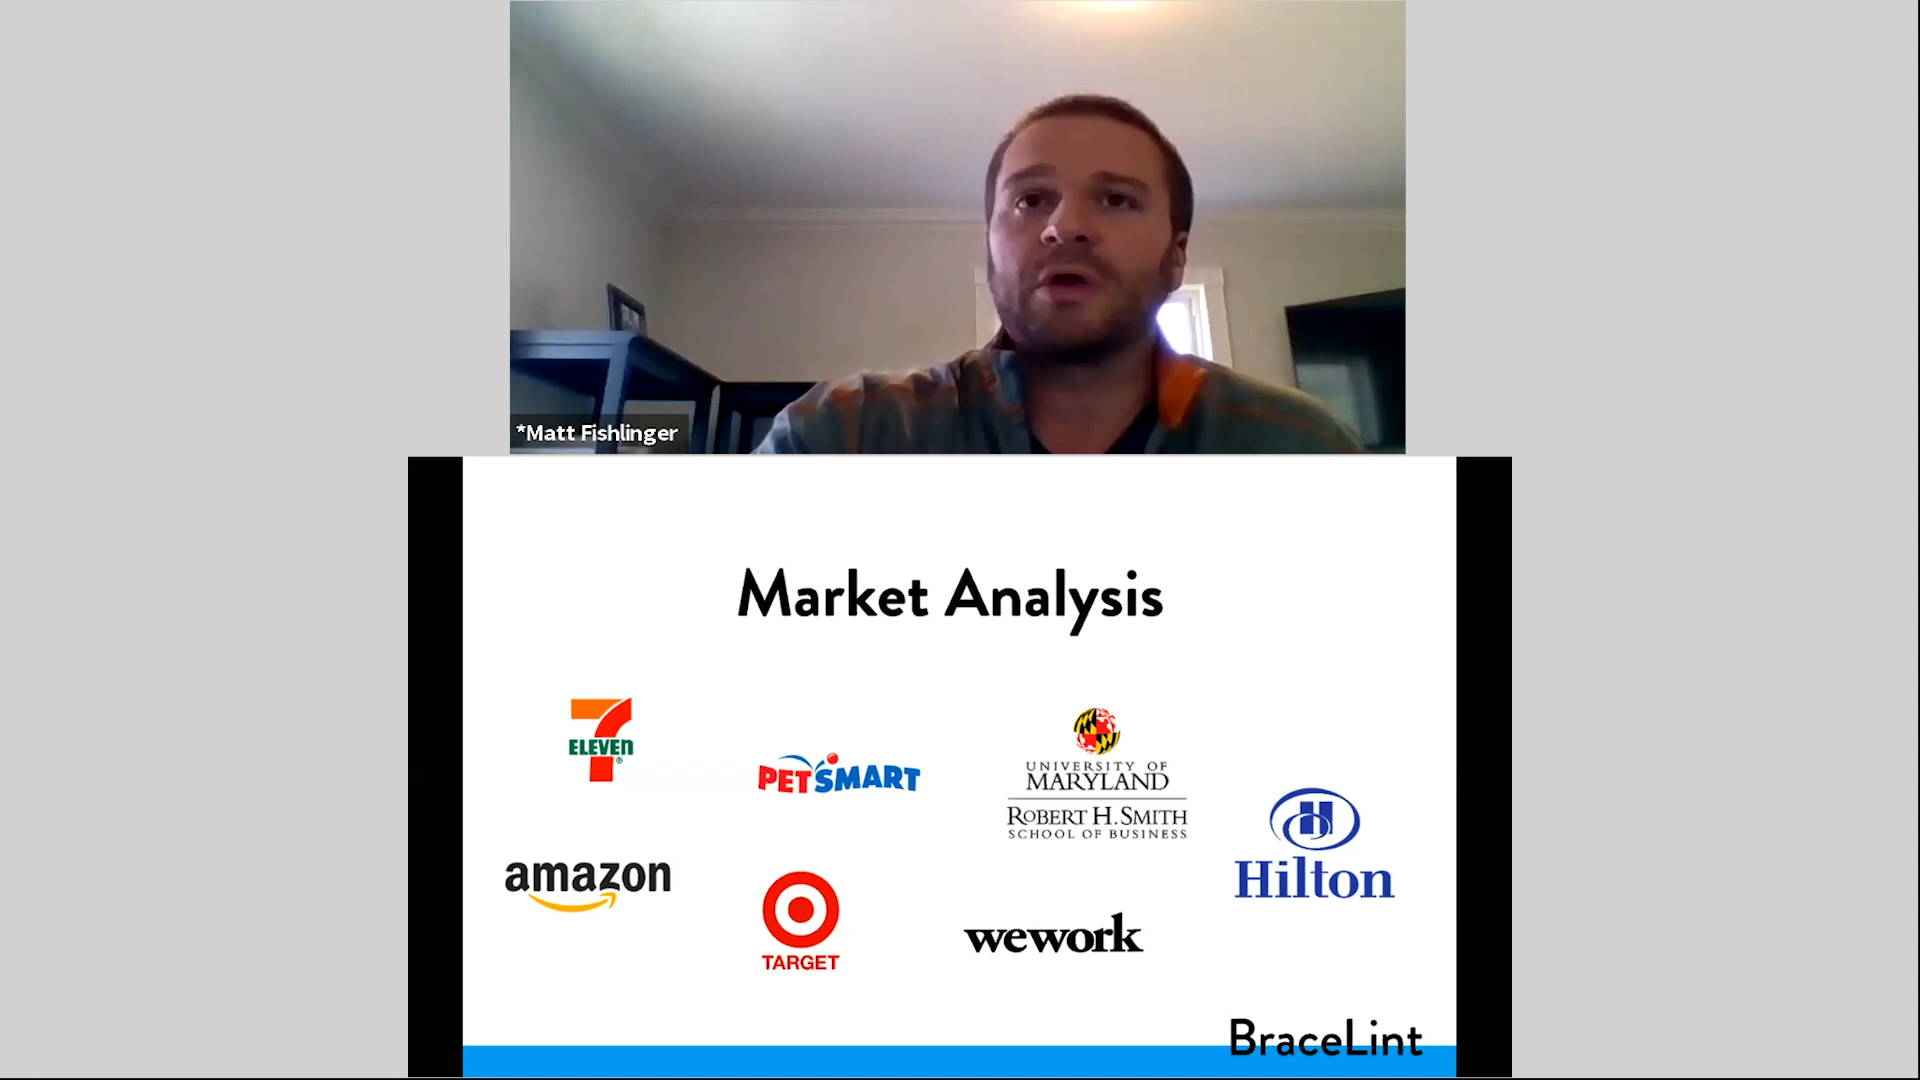 *Matt Fishlinger
Market Analysis
7
ELEVEN
®
PETSMART
UNIVERSITY OF
MARYLAND
ROBERT H. SMITH
SCHOOL OF BUSINESS
H
Hilton
amazon
TARGET
wework
BraceLint